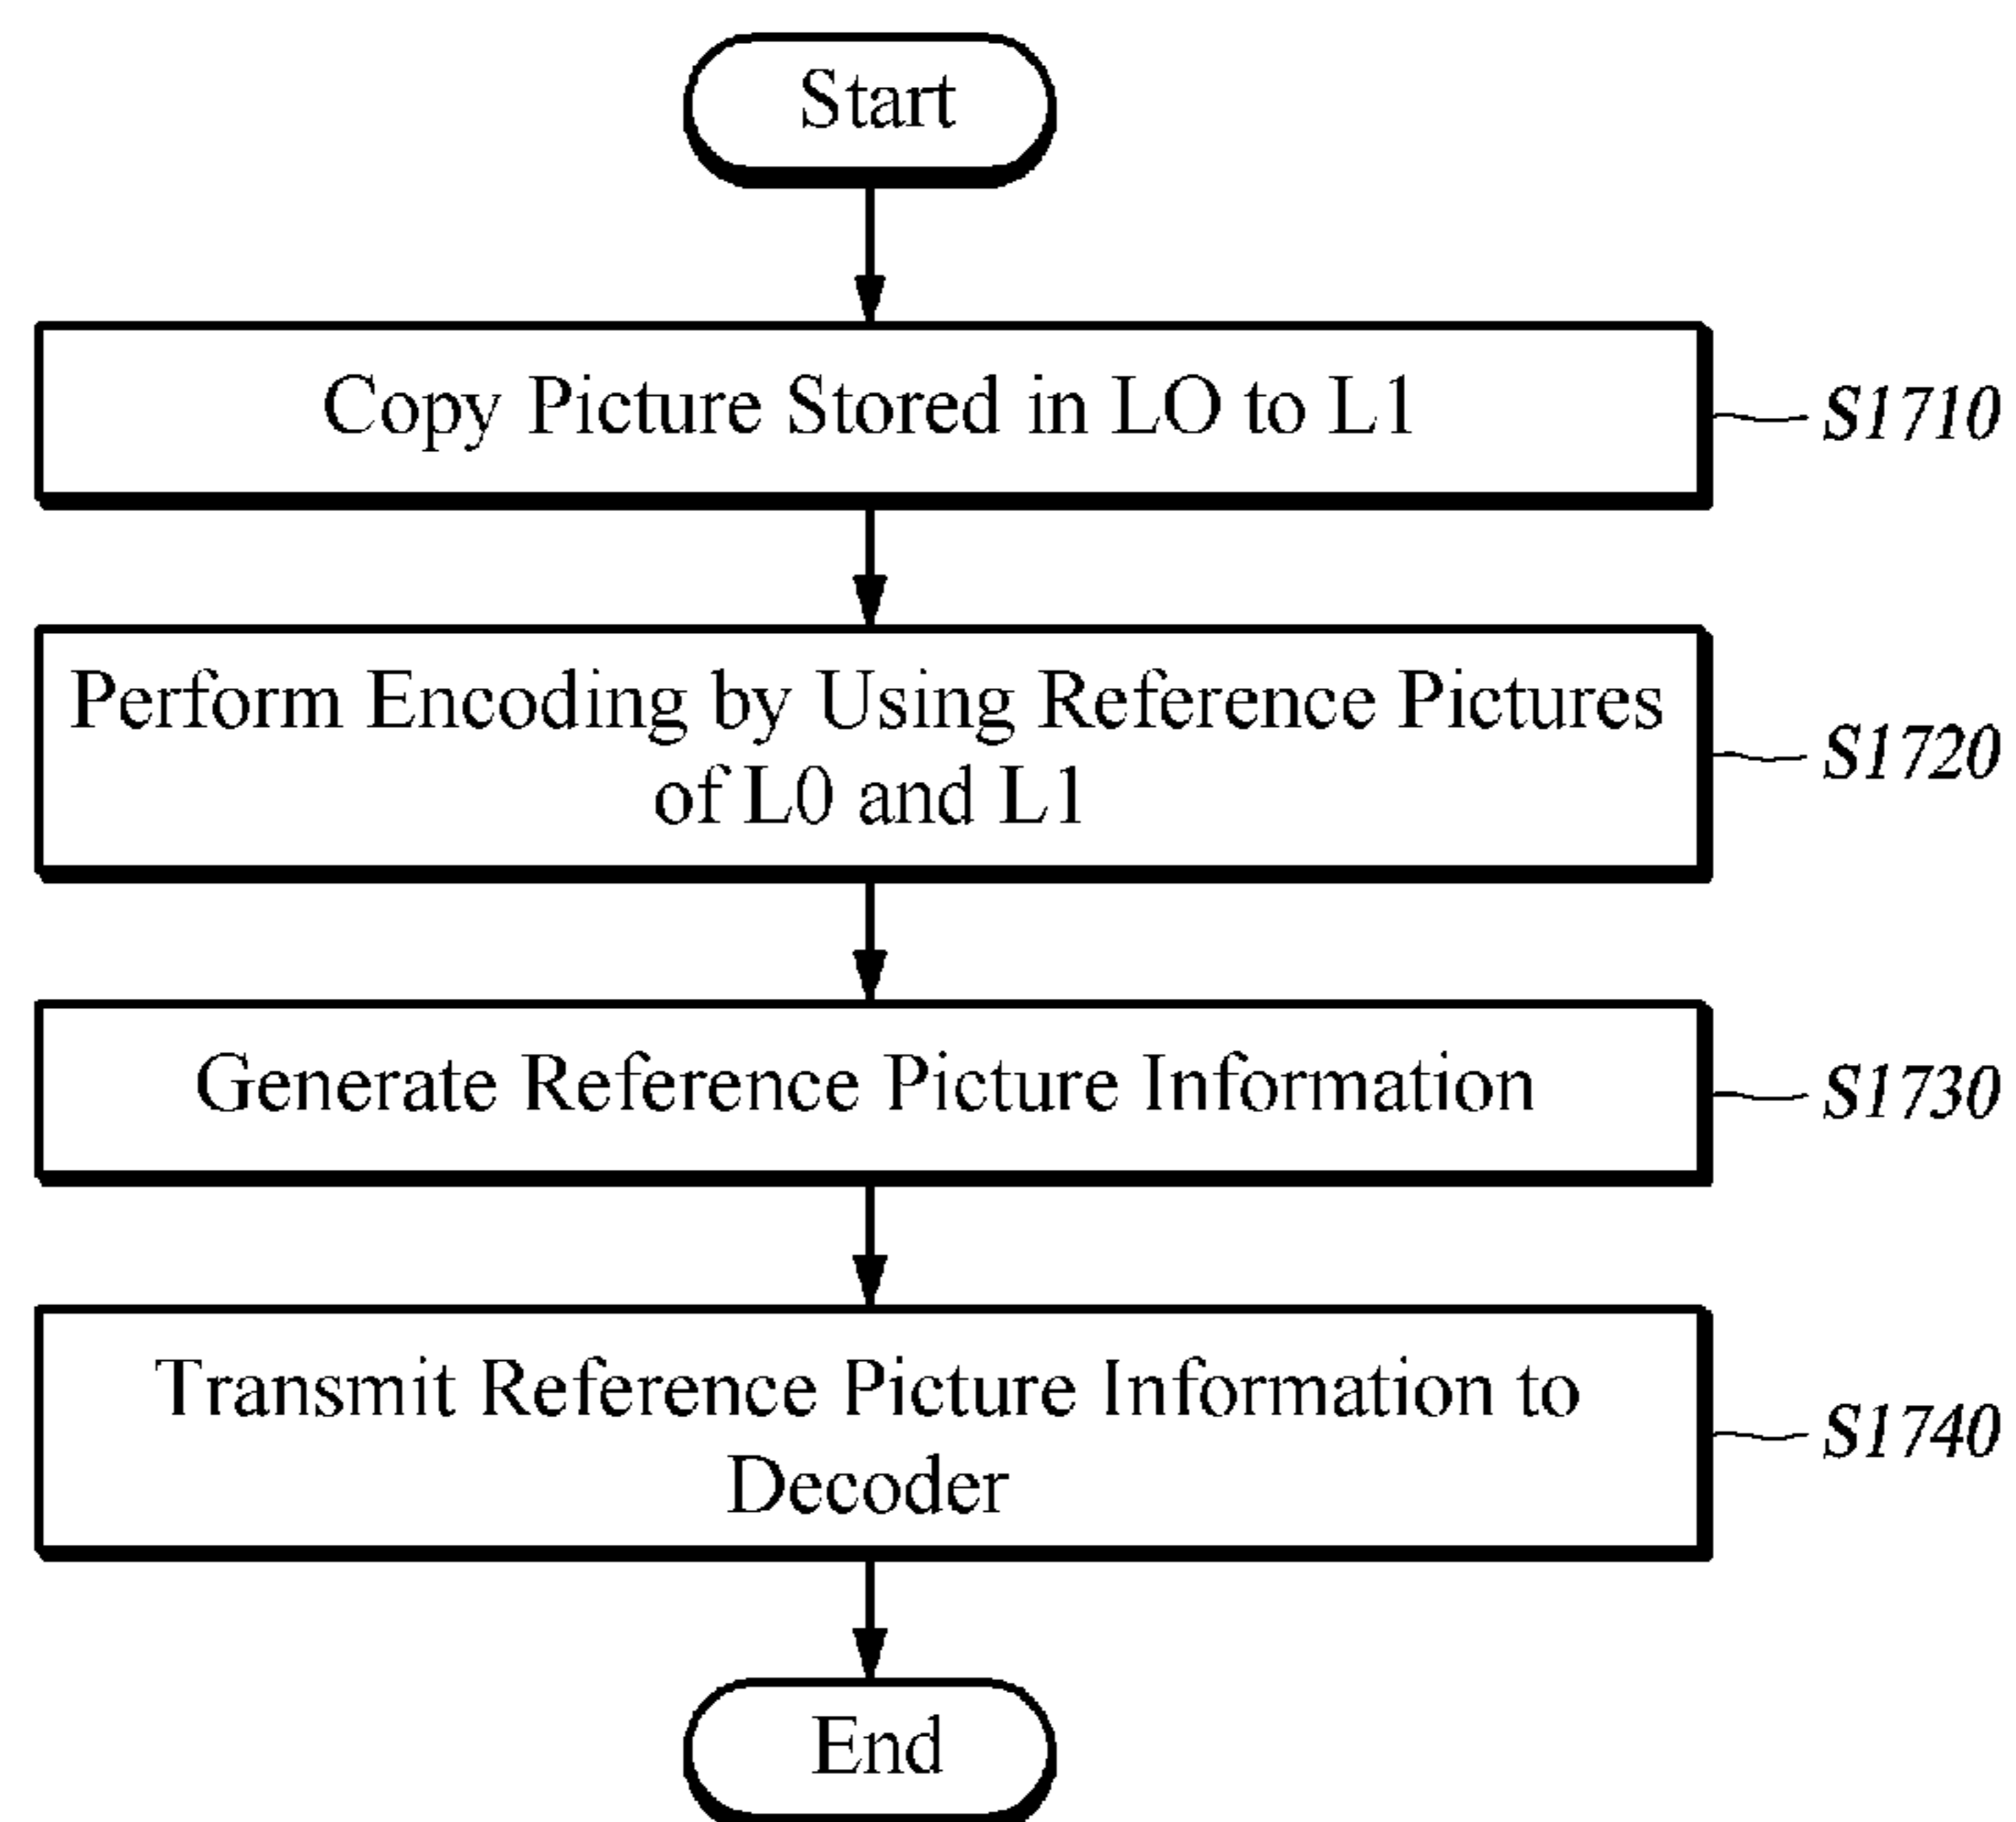 Start
Copy Picture Stored in LO to L1
S1710
Perform Encoding by Using Reference Pictures
of L0 and L1
S1720
Generate Reference Picture Information
S1730
Transmit Reference Picture Information to
Decoder
S1740
End